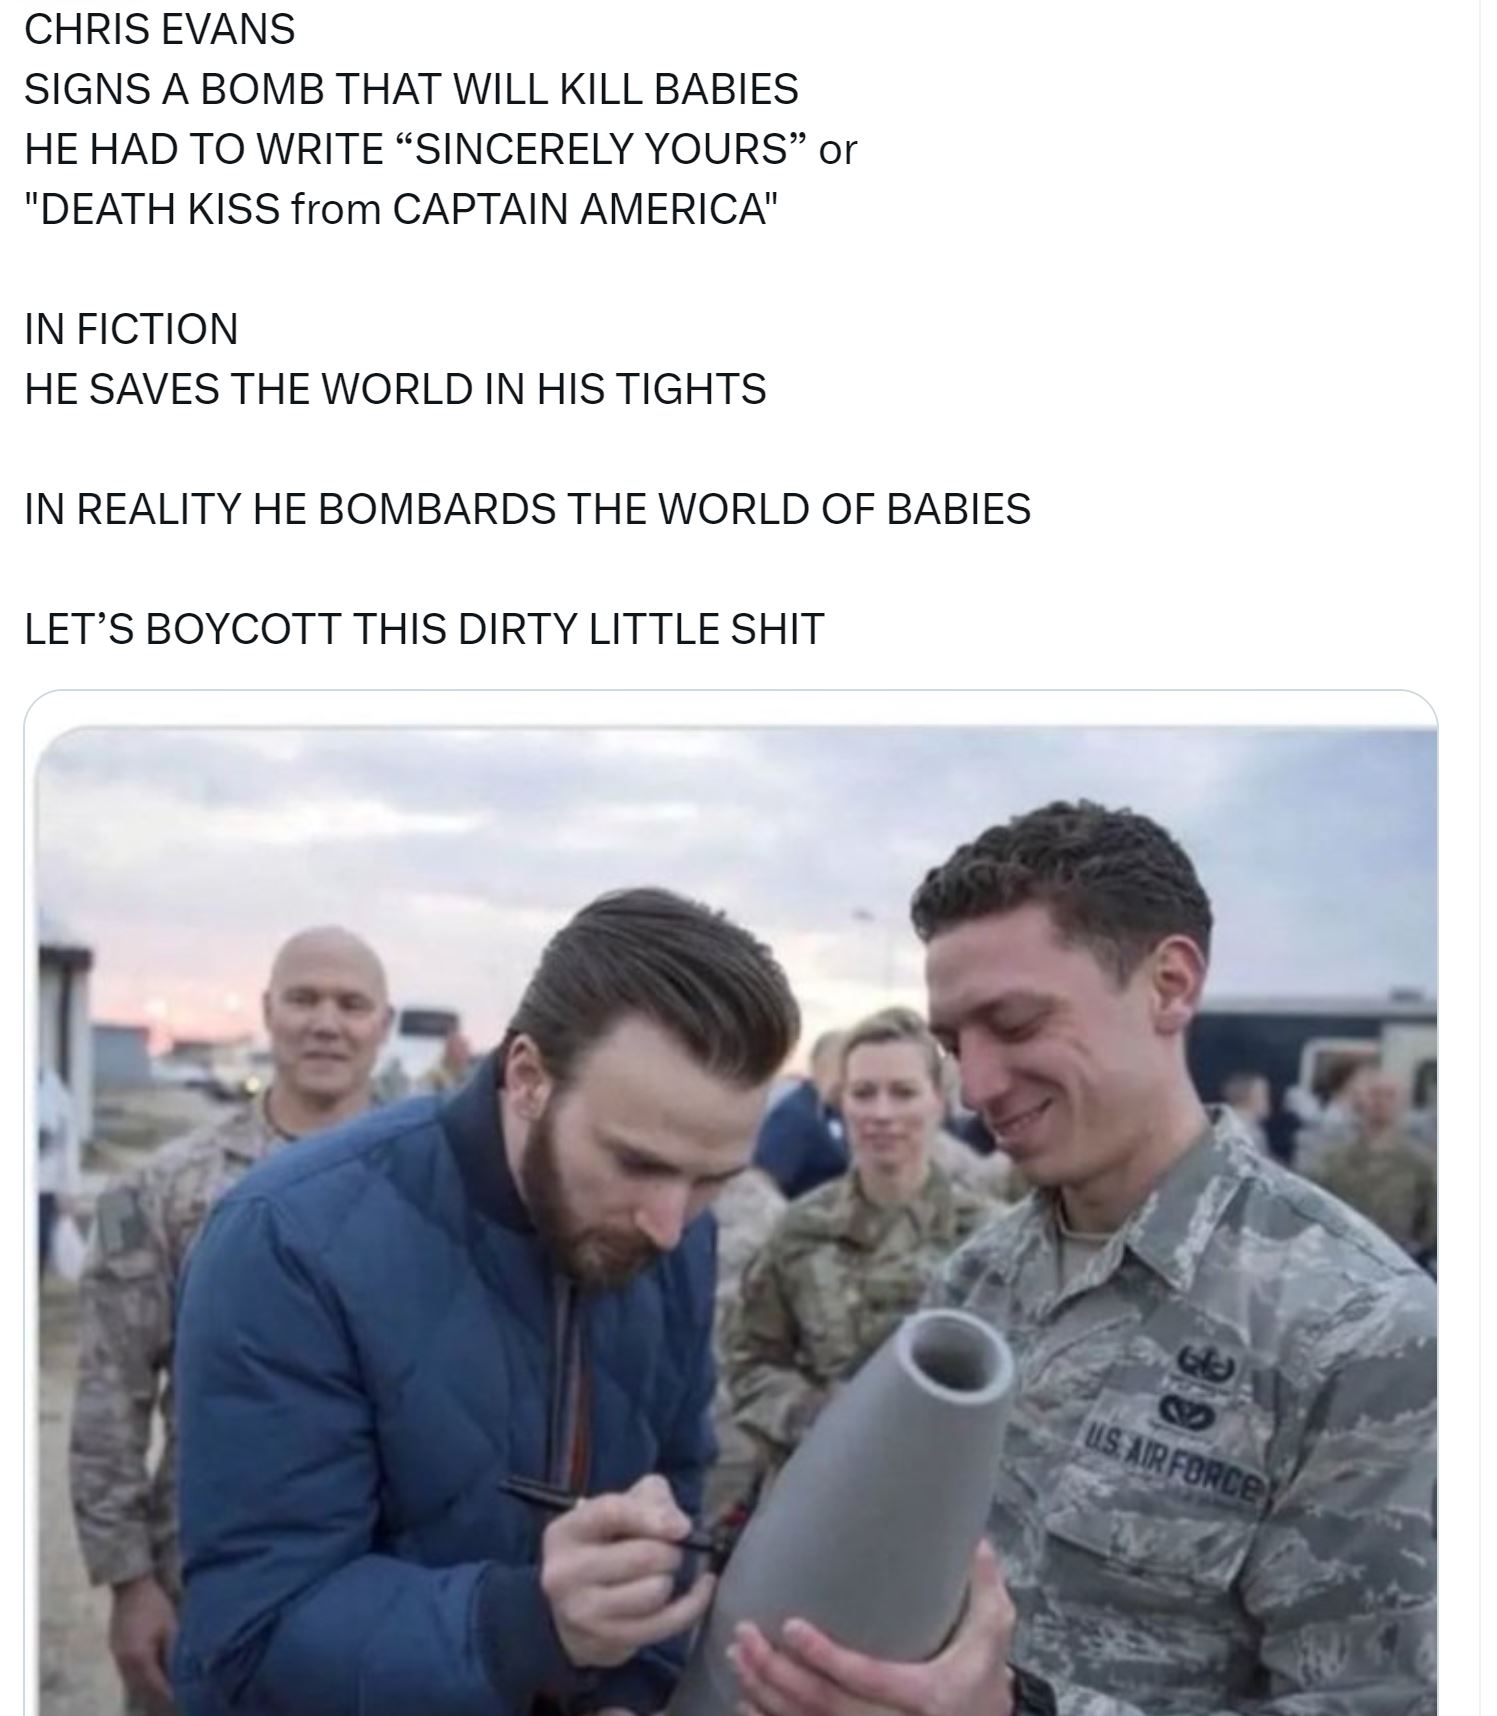 CHRIS EVANS
SIGNS A BOMB THAT WILL KILL BABIES
HE HAD TO WRITE “SINCERELY YOURS” or
"DEATH KISS from CAPTAIN AMERICA"
IN FICTION
HE SAVES THE WORLD IN HIS TIGHTS
IN REALITY HE BOMBARDS THE WORLD OF BABIES
LET’S BOYCOTT THIS DIRTY LITTLE SHIT
U.S. AIR FORCE